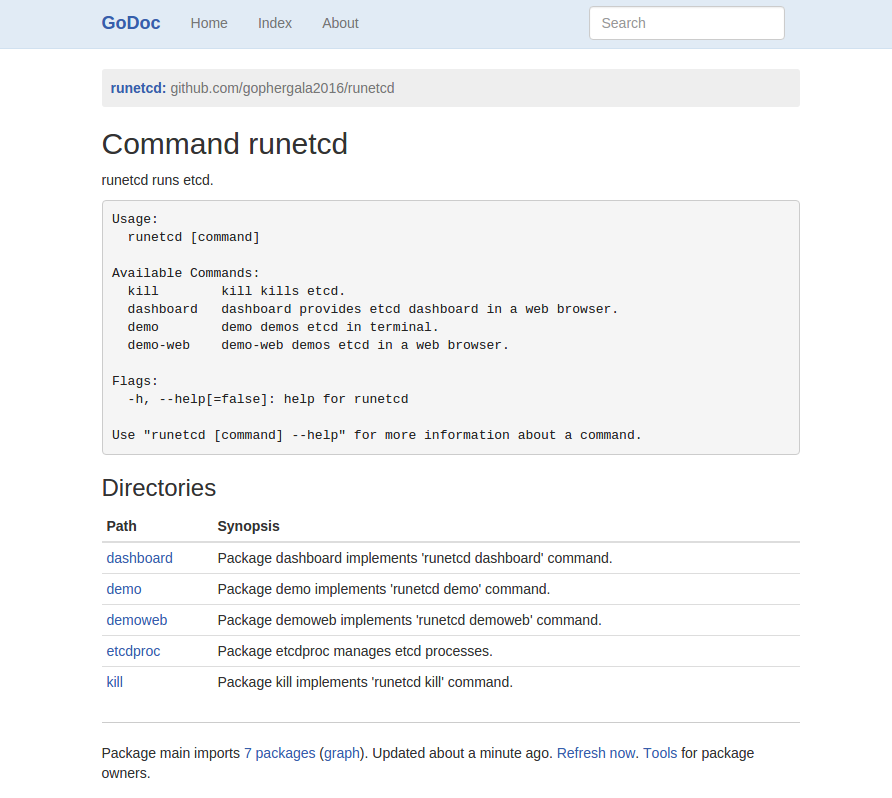 GoDoc Home Index About Search
runetcd: github.com/gophergala2016/runetcd
Command runetcd
runetcd runs etcd.
Usage:
  runetcd [command]
Available Commands:
  kill        kill kills etcd.
  dashboard   dashboard provides etcd dashboard in a web browser.
  demo        demo demos etcd in terminal.
  demo-web    demo-web demos etcd in a web browser.
Flags:
  -h, --help[=false]: help for runetcd
Use "runetcd [command] --help" for more information about a command.
Directories
Path Synopsis
dashboard Package dashboard implements 'runetcd dashboard' command.
demo Package demo implements 'runetcd demo' command.
demoweb Package demoweb implements 'runetcd demoweb' command.
etcdproc Package etcdproc manages etcd processes.
kill Package kill implements 'runetcd kill' command.
Package main imports 7 packages (graph). Updated about a minute ago. Refresh now. Tools for package
owners.